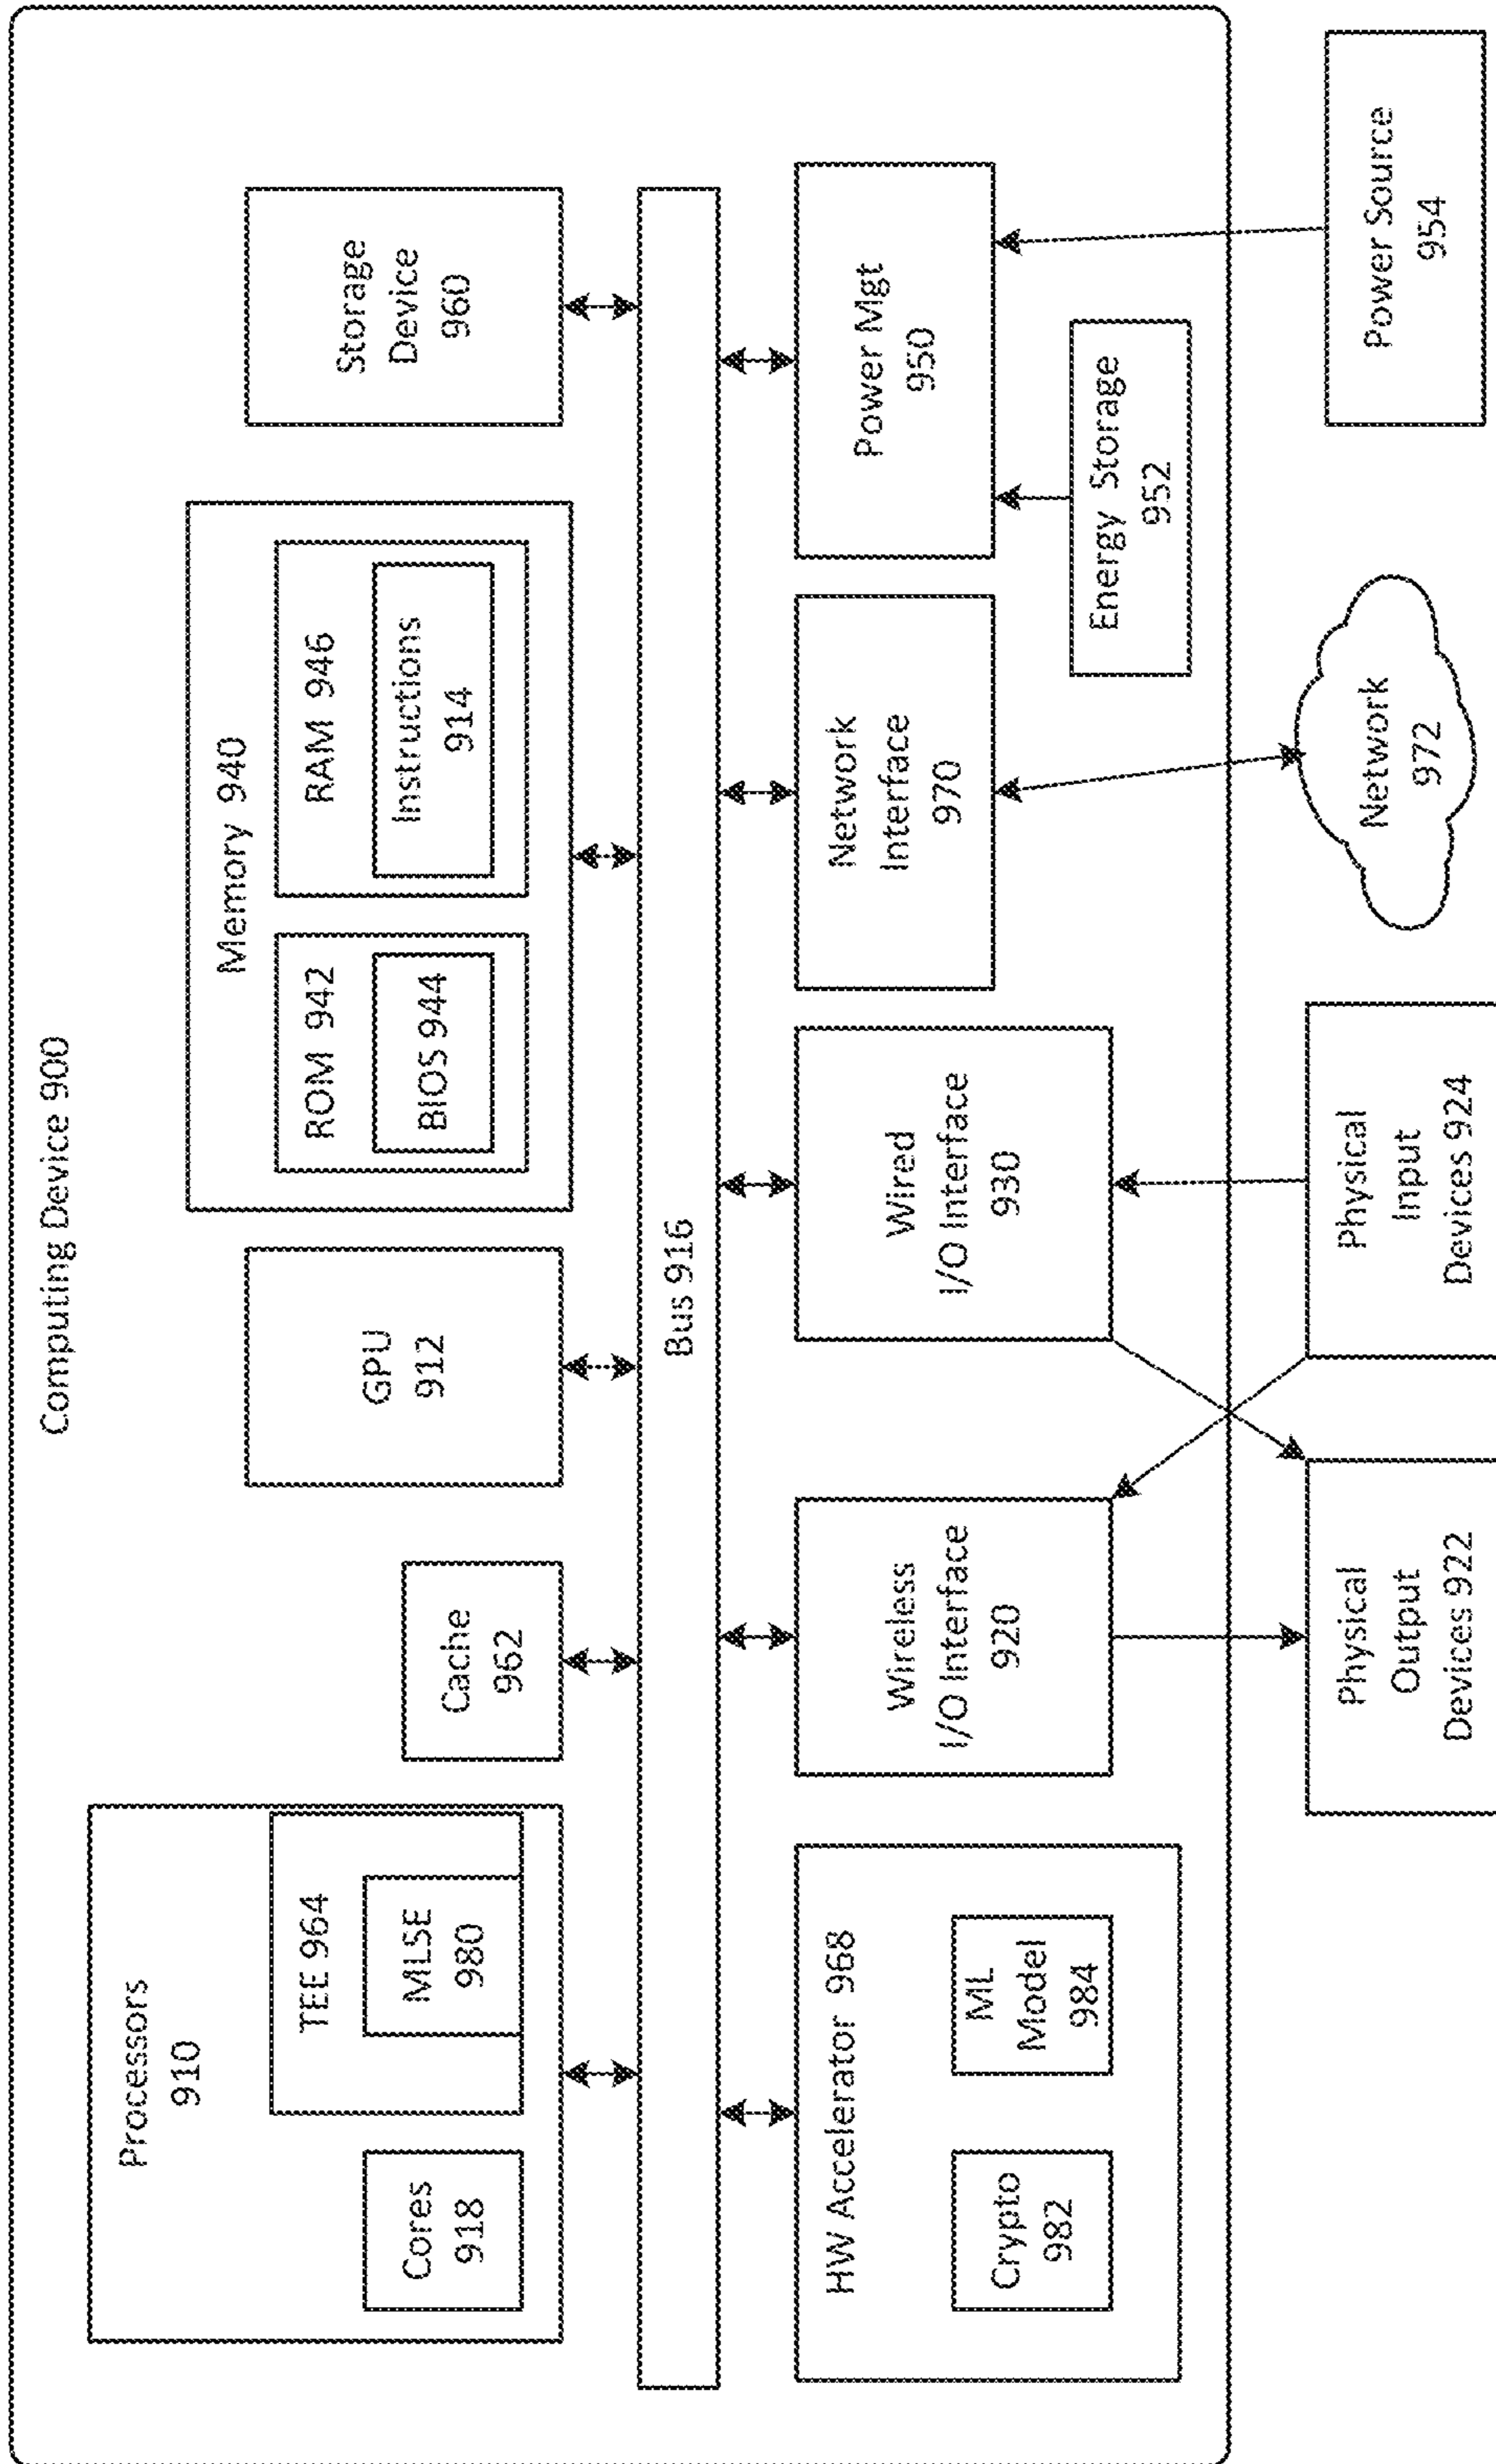 Computing Device 900
Processors
910
Cores
918
TEE 964
MLSE
980
Cache
962
GPU
912
Memory 940
ROM 942
BIOS 944
RAM 946
Instructions
914
Storage
Device
960
Bus 916
HW Accelerator 968
Crypto
982
ML
Model
984
Wireless
I/O Interface
920
Wired
I/O Interface
930
Network
Interface
970
Power Mgt
950
Energy Storage
952
Physical
Output
Devices 922
Physical
Input
Devices 924
Network
972
Power Source
954